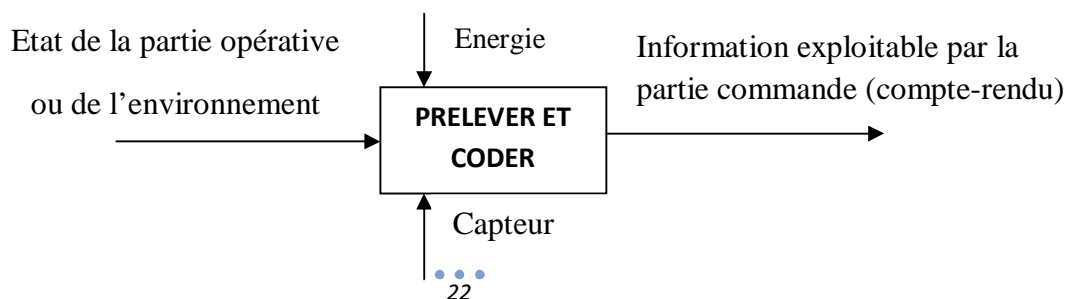 Etat de la partie opérative
ou de l’environnement
Energie
Information exploitable par la
partie commande (compte-rendu)
PRELEVER ET
CODER
Capteur
22